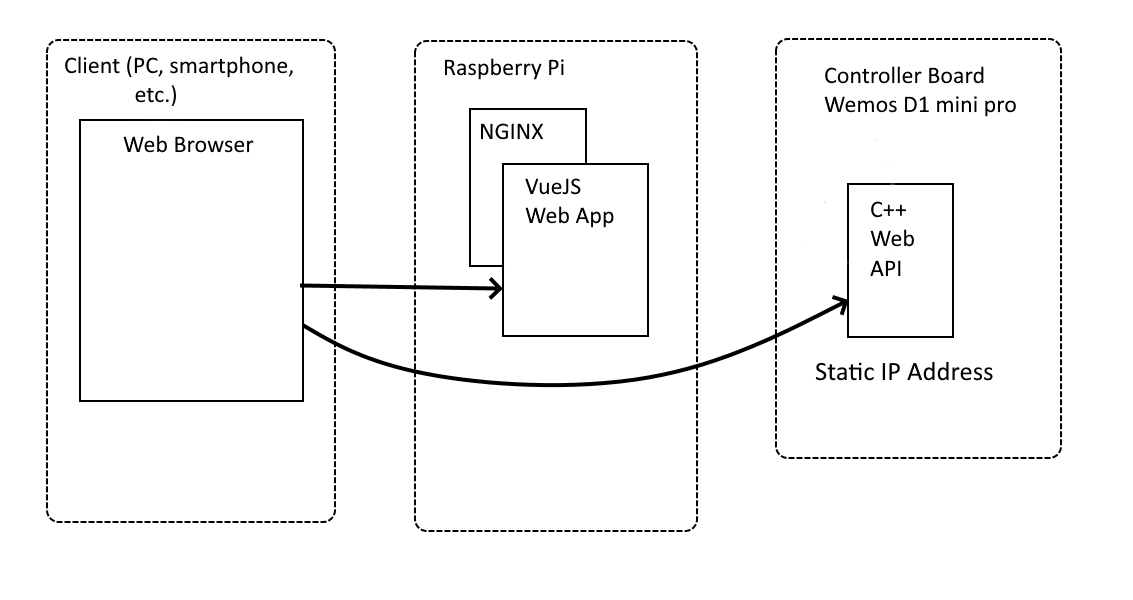 Client (PC, smartphone,
etc.)
Web Browser
Raspberry Pi
NGINX
VueJS
Web App
Controller Board
Wemos D1 mini pro
C++
Web
API
Static IP Address